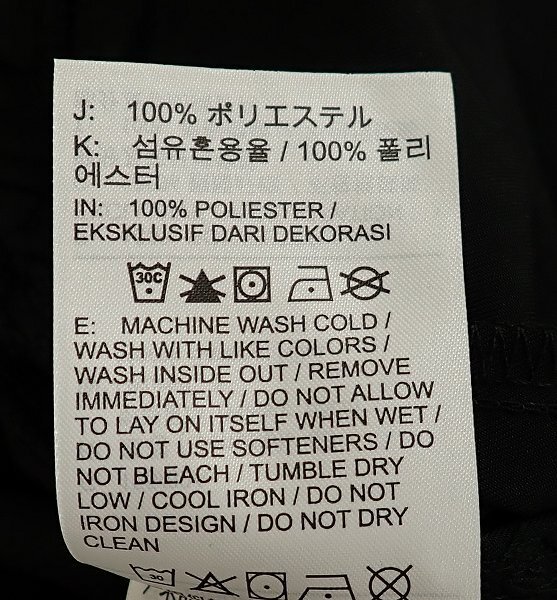 J: 100% ポリエステル
K: 섬유혼용율 / 100% 폴리
에스터
IN: 100% POLIESTER /
EKSKLUSIF DARI DEKORASI
30C
E: MACHINE WASH COLD /
WASH WITH LIKE COLORS /
WASH INSIDE OUT / REMOVE
IMMEDIATELY / DO NOT ALLOW
TO LAY ON ITSELF WHEN WET /
DO NOT USE SOFTENERS / DO
NOT BLEACH / TUMBLE DRY
LOW / COOL IRON / DO NOT
IRON DESIGN / DO NOT DRY
CLEAN
30